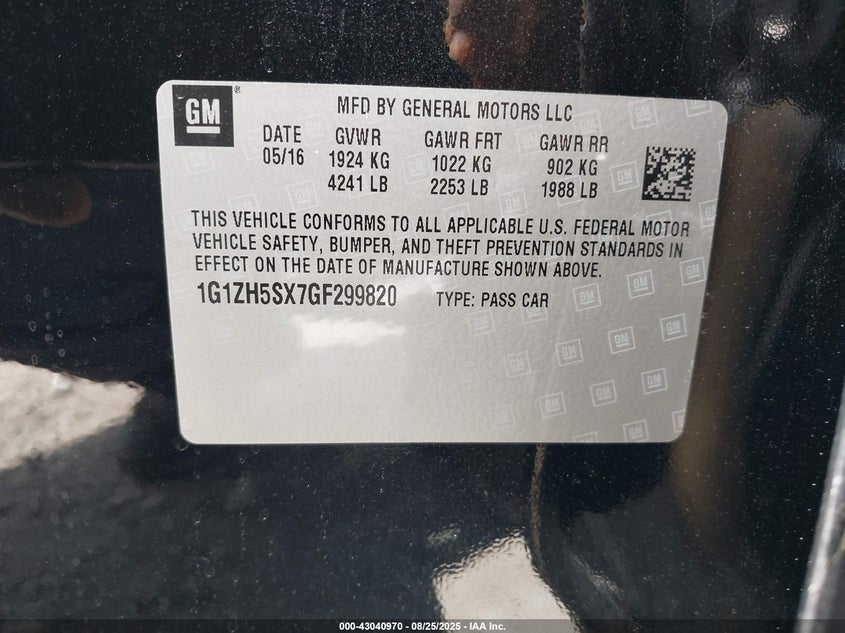 GM ®
MFD BY GENERAL MOTORS LLC
DATE GVWR GAWR FRT GAWR RR
05/16 1924 KG 1022 KG 902 KG
4241 LB 2253 LB 1988 LB
THIS VEHICLE CONFORMS TO ALL APPLICABLE U.S. FEDERAL MOTOR
VEHICLE SAFETY, BUMPER, AND THEFT PREVENTION STANDARDS IN
EFFECT ON THE DATE OF MANUFACTURE SHOWN ABOVE.
1G1ZH5SX7GF299820 TYPE: PASS CAR
000-43040970 - 08/25/2025 - IAA Inc.